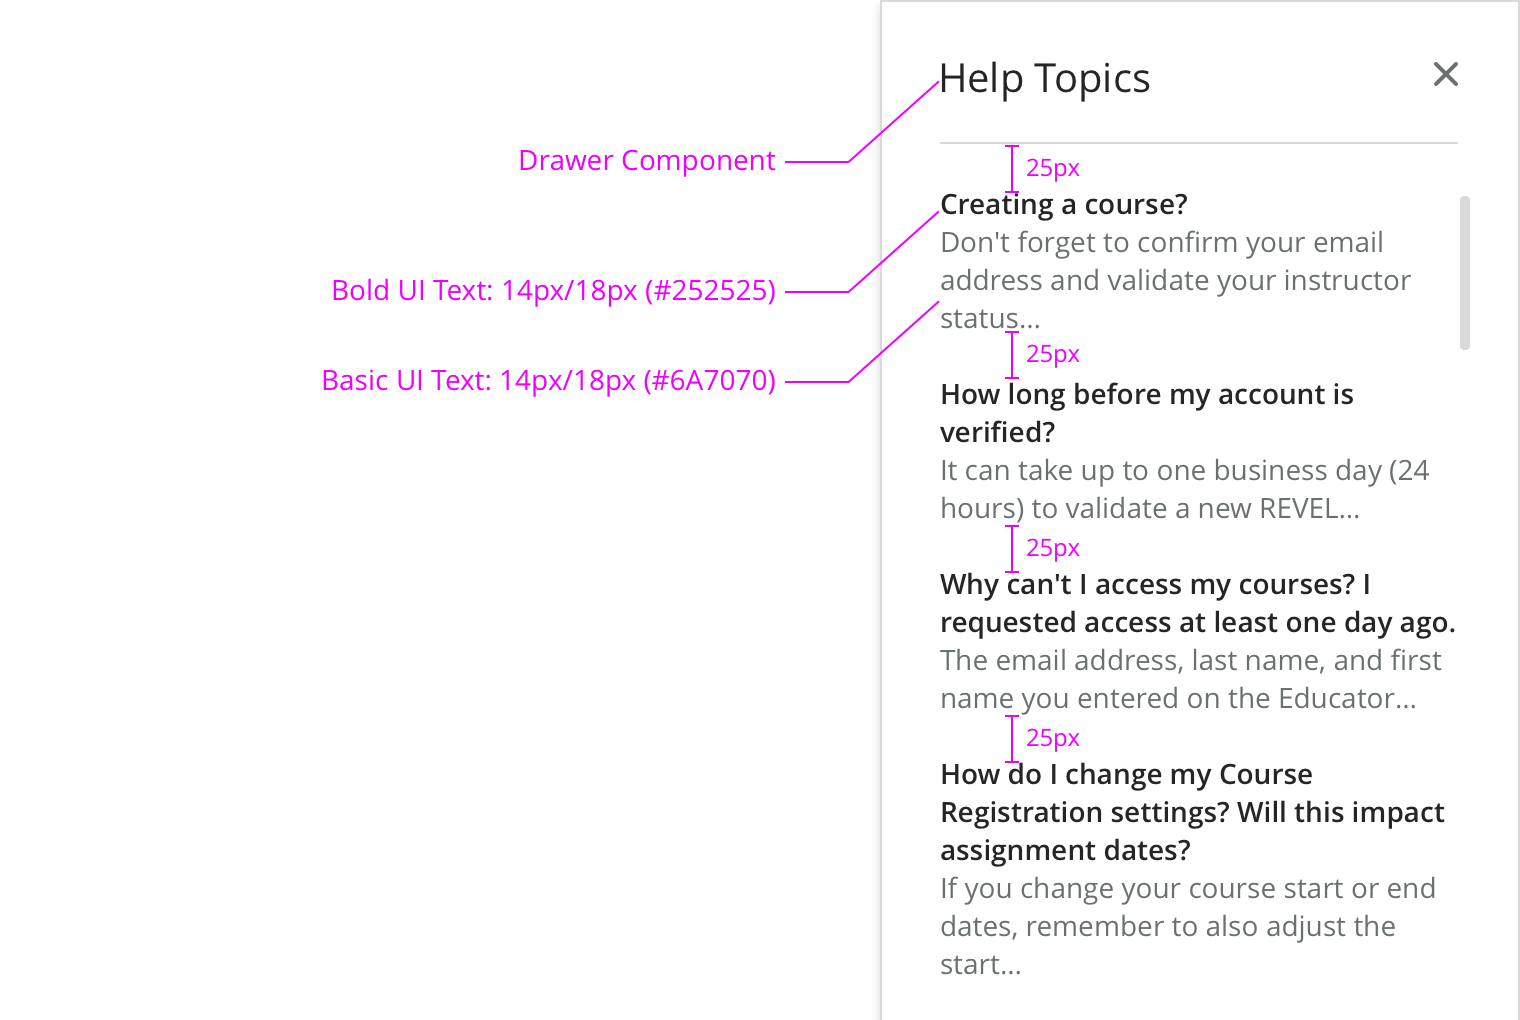 Help Topics
Drawer Component
25px
Creating a course?
Don't forget to confirm your email
address and validate your instructor
status...
Bold UI Text: 14px/18px (#252525)
Basic UI Text: 14px/18px (#6A7070)
25px
How long before my account is
verified?
It can take up to one business day (24
hours) to validate a new REVEL...
25px
Why can't I access my courses? I
requested access at least one day ago.
The email address, last name, and first
name you entered on the Educator...
25px
How do I change my Course
Registration settings? Will this impact
assignment dates?
If you change your course start or end
dates, remember to also adjust the
start...